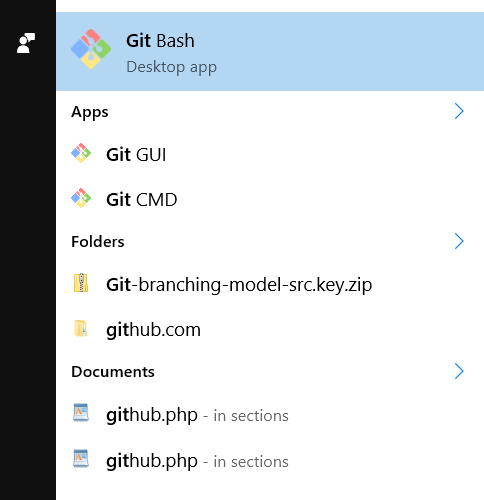 Git Bash
Desktop app
Apps
Git GUI
Git CMD
Folders
Git-branching-model-src.key.zip
github.com
Documents
github.php - in sections
github.php - in sections